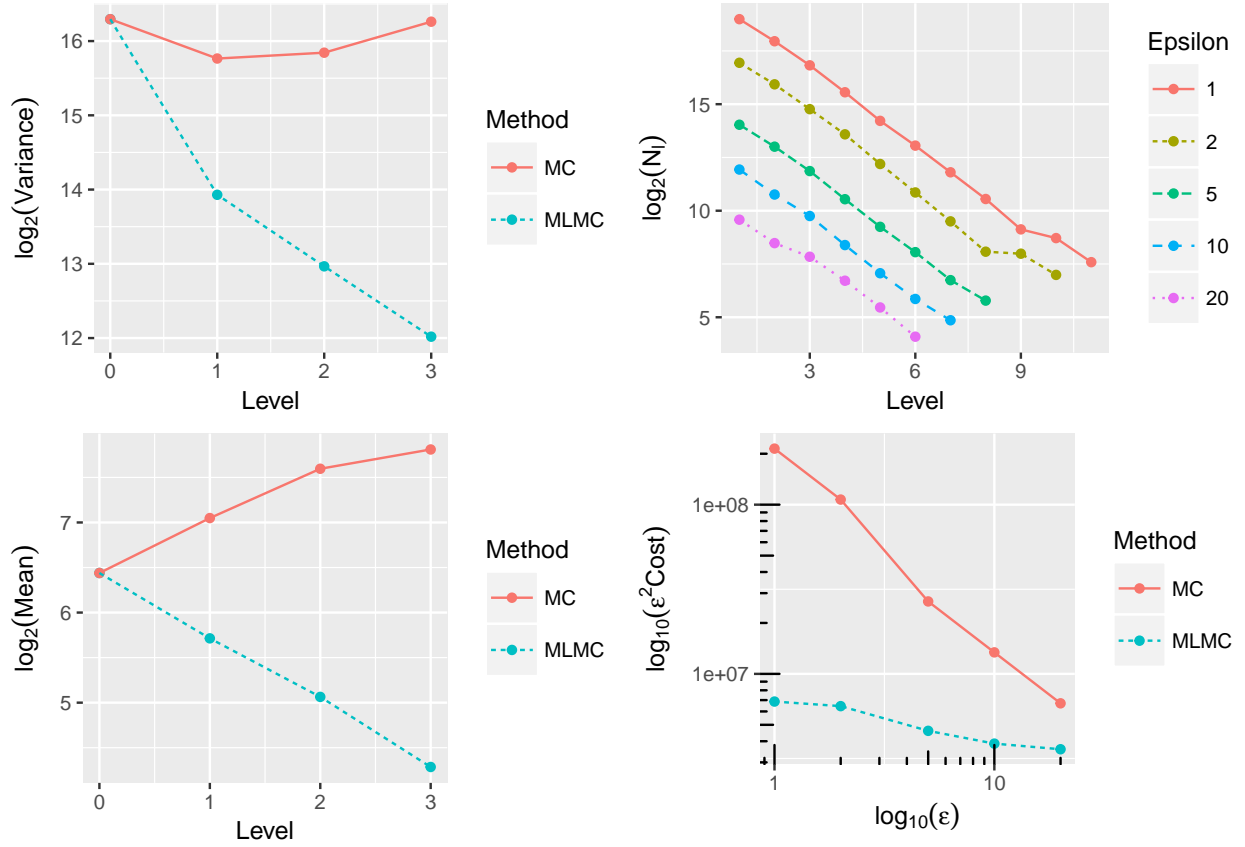 log₂(Variance)
16
15
14
13
12
0
1
2
3
Level
Method
MC
MLMC
log₂(Nₗ)
15
10
5
3
6
9
Level
Epsilon
1
2
5
10
20
log₂(Mean)
7
6
5
0
1
2
3
Level
Method
MC
MLMC
log₁₀(ε²Cost)
1e+08
1e+07
1
10
log₁₀(ε)
Method
MC
MLMC